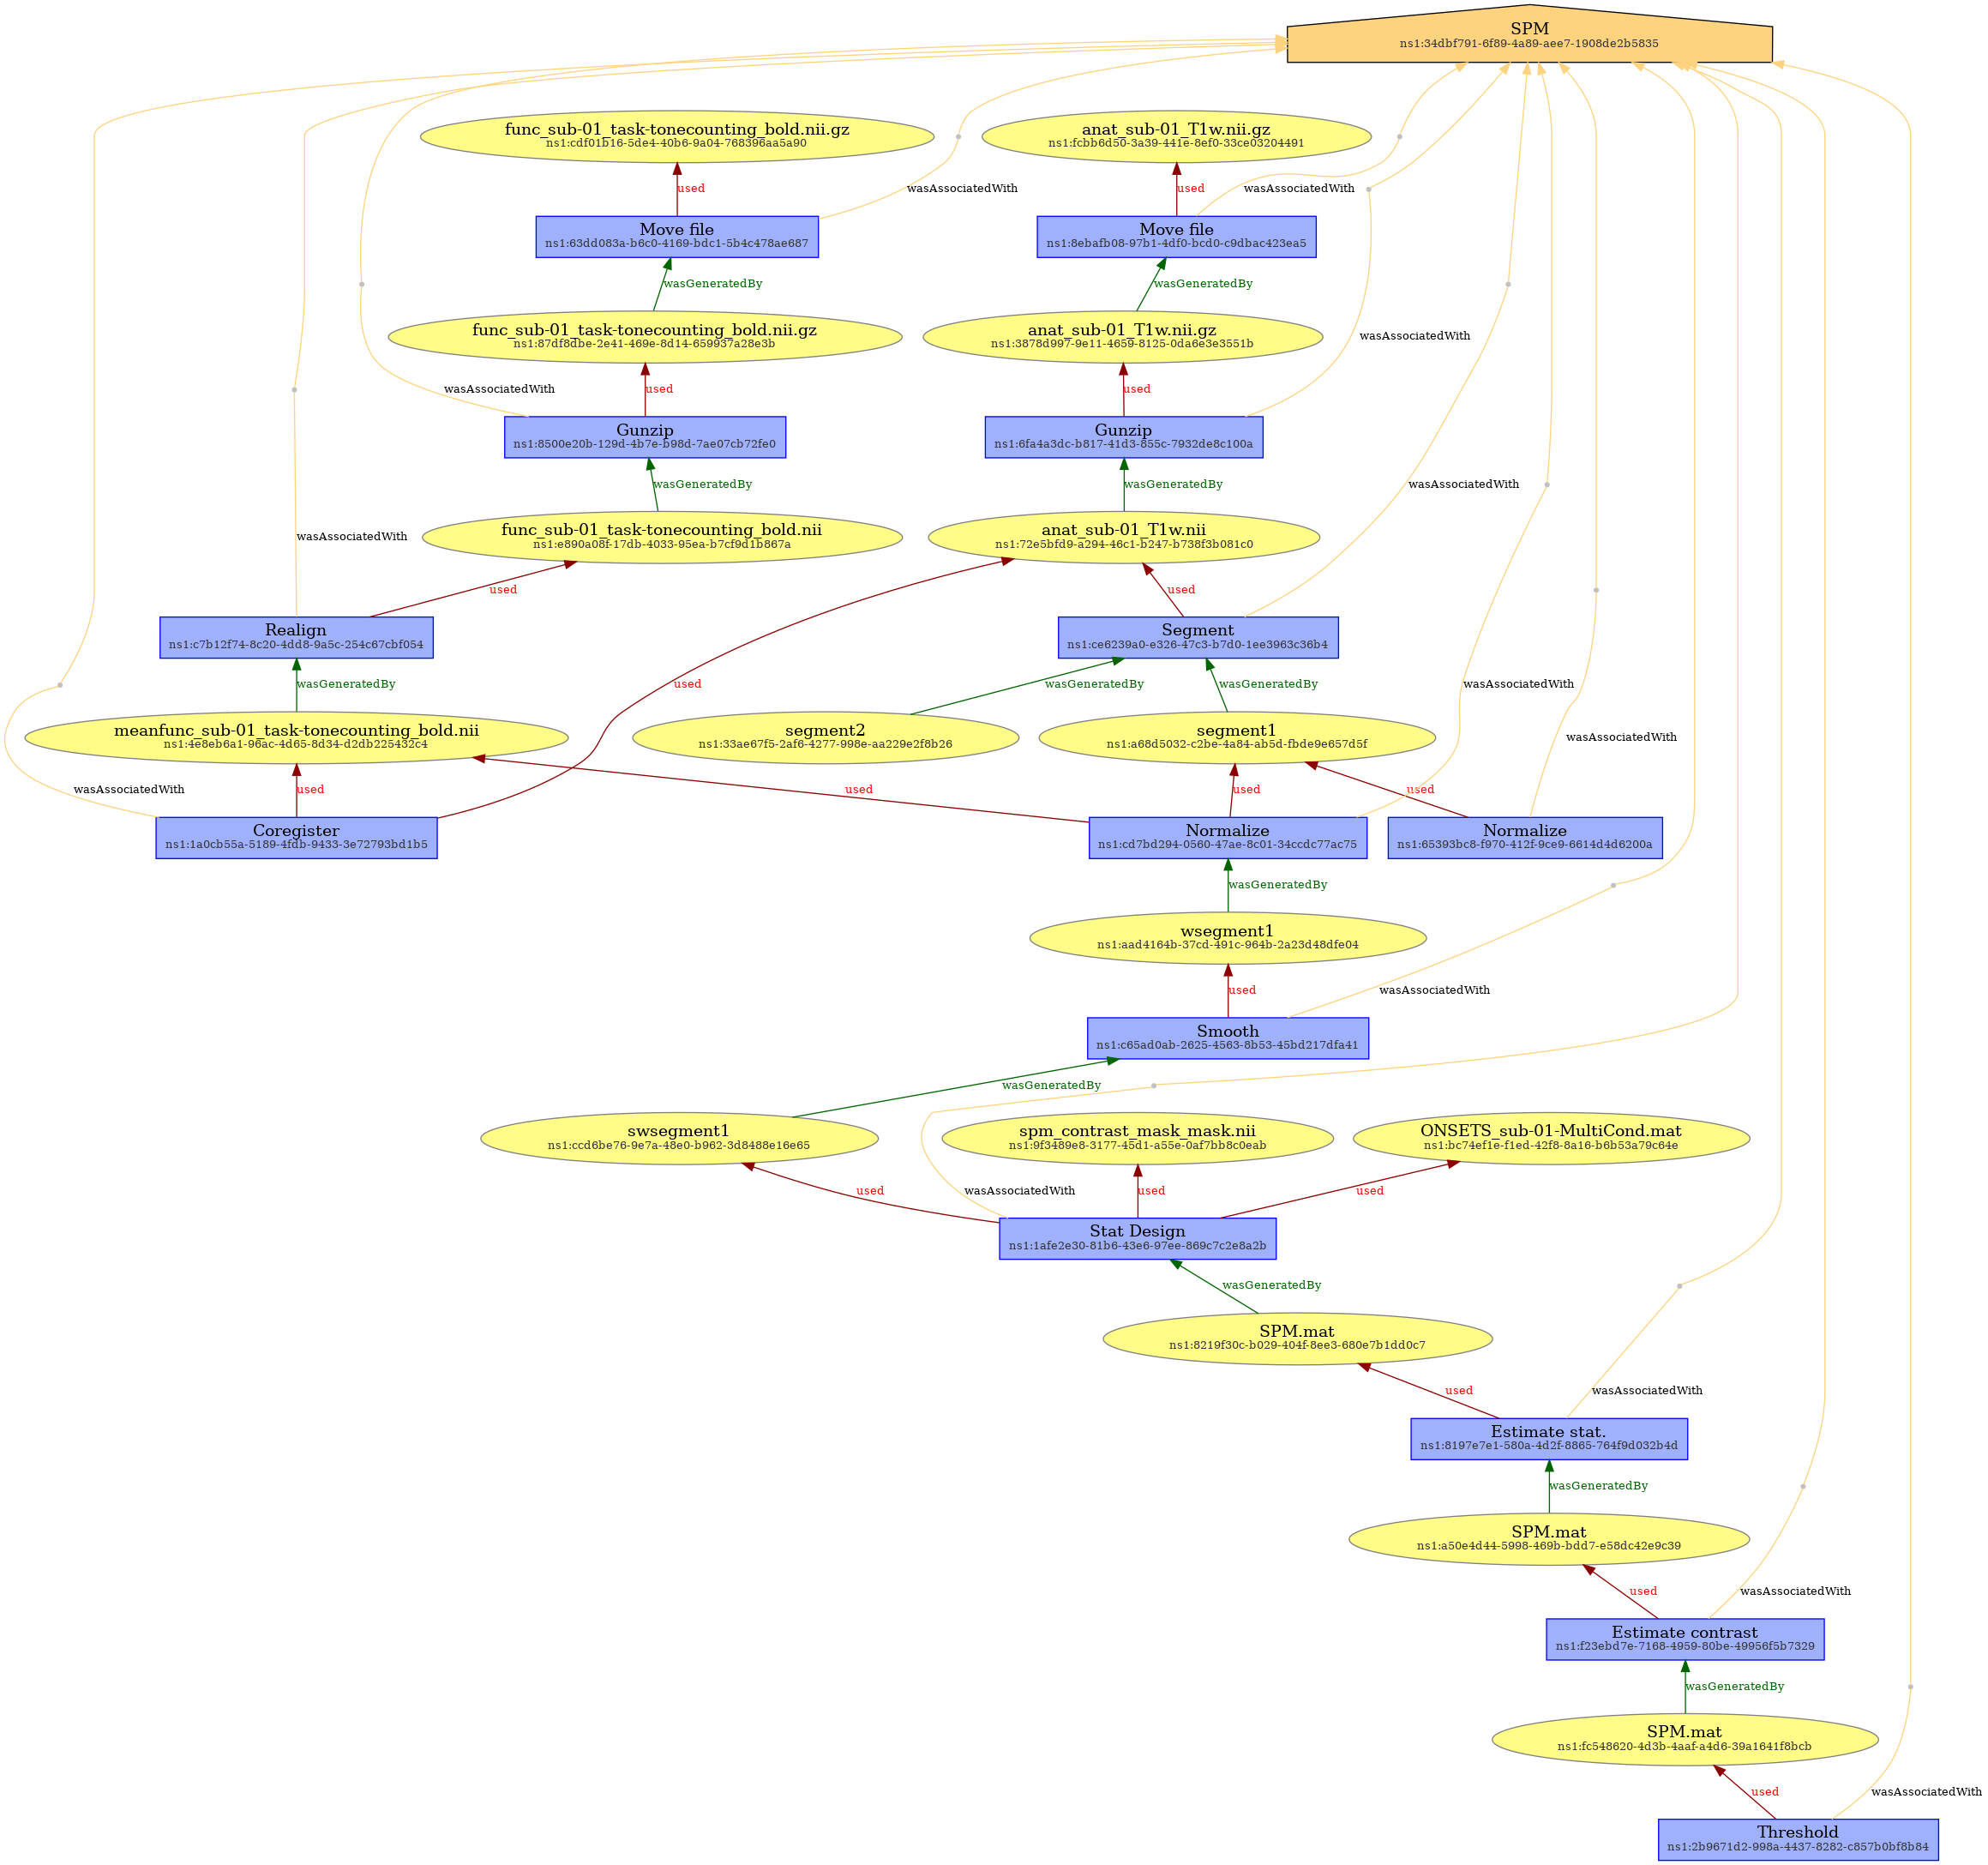 SPM
ns1:34dbf791-6f89-4a89-aee7-1908de2b5835
func_sub-01_task-tonecounting_bold.nii.gz
ns1:cdf01b16-5de4-40b6-9a04-768396aa5a90
anat_sub-01_T1w.nii.gz
ns1:fcbb6d50-3a39-441e-8ef0-33ce03204491
used
wasAssociatedWith
used
wasAssociatedWith
Move file
ns1:63dd083a-b6c0-4169-bdc1-5b4c478ae687
Move file
ns1:8ebafb08-97b1-4df0-bcd0-c9dbac423ea5
wasGeneratedBy
wasGeneratedBy
func_sub-01_task-tonecounting_bold.nii.gz
ns1:87df8dbe-2e41-469e-8d14-659937a28e3b
anat_sub-01_T1w.nii.gz
ns1:3878d997-9e11-4659-8125-0da6e3e3551b
wasAssociatedWith
wasAssociatedWith
used
used
Gunzip
ns1:8500e20b-129d-4b7e-b98d-7ae07cb72fe0
Gunzip
ns1:6fa4a3dc-b817-41d3-855c-7932de8c100a
wasGeneratedBy
wasGeneratedBy
wasAssociatedWith
func_sub-01_task-tonecounting_bold.nii
ns1:e890a08f-17db-4033-95ea-b7cf9d1b867a
anat_sub-01_T1w.nii
ns1:72e5bfd9-a294-46c1-b247-b738f3b081c0
wasAssociatedWith
used
used
Realign
ns1:c7b12f74-8c20-4dd8-9a5c-254c67cbf054
Segment
ns1:ce6239a0-e326-47c3-b7d0-1ee3963c36b4
wasGeneratedBy
used
wasGeneratedBy
wasGeneratedBy
wasAssociatedWith
meanfunc_sub-01_task-tonecounting_bold.nii
ns1:4e8eb6a1-96ac-4d65-8d34-d2db225432c4
segment2
ns1:33ae67f5-2af6-4277-998e-aa229e2f8b26
segment1
ns1:a68d5032-c2be-4a84-ab5d-fbde9e657d5f
wasAssociatedWith
wasAssociatedWith
used
used
used
used
Coregister
ns1:1a0cb55a-5189-4fdb-9433-3e72793bd1b5
Normalize
ns1:cd7bd294-0560-47ae-8c01-34ccdc77ac75
Normalize
ns1:65393bc8-f970-412f-9ce9-6614d4d6200a
wasGeneratedBy
wsegment1
ns1:aad4164b-37cd-491c-964b-2a23d48dfe04
used
wasAssociatedWith
Smooth
ns1:c65ad0ab-2625-4563-8b53-45bd217dfa41
wasGeneratedBy
swsegment1
ns1:ccd6be76-9e7a-48e0-b962-3d8488e16e65
spm_contrast_mask_mask.nii
ns1:9f3489e8-3177-45d1-a55e-0af7bb8c0eab
ONSETS_sub-01-MultiCond.mat
ns1:bc74ef1e-f1ed-42f8-8a16-b6b53a79c64e
used
wasAssociatedWith
used
used
Stat Design
ns1:1afe2e30-81b6-43e6-97ee-869c7c2e8a2b
wasGeneratedBy
SPM.mat
ns1:8219f30c-b029-404f-8ee3-680e7b1dd0c7
used
wasAssociatedWith
Estimate stat.
ns1:8197e7e1-580a-4d2f-8865-764f9d032b4d
wasGeneratedBy
SPM.mat
ns1:a50e4d44-5998-469b-bdd7-e58dc42e9c39
used
wasAssociatedWith
Estimate contrast
ns1:f23ebd7e-7168-4959-80be-49956f5b7329
wasGeneratedBy
SPM.mat
ns1:fc548620-4d3b-4aaf-a4d6-39a1641f8bcb
used
wasAssociatedWith
Threshold
ns1:2b9671d2-998a-4437-8282-c857b0bf8b84